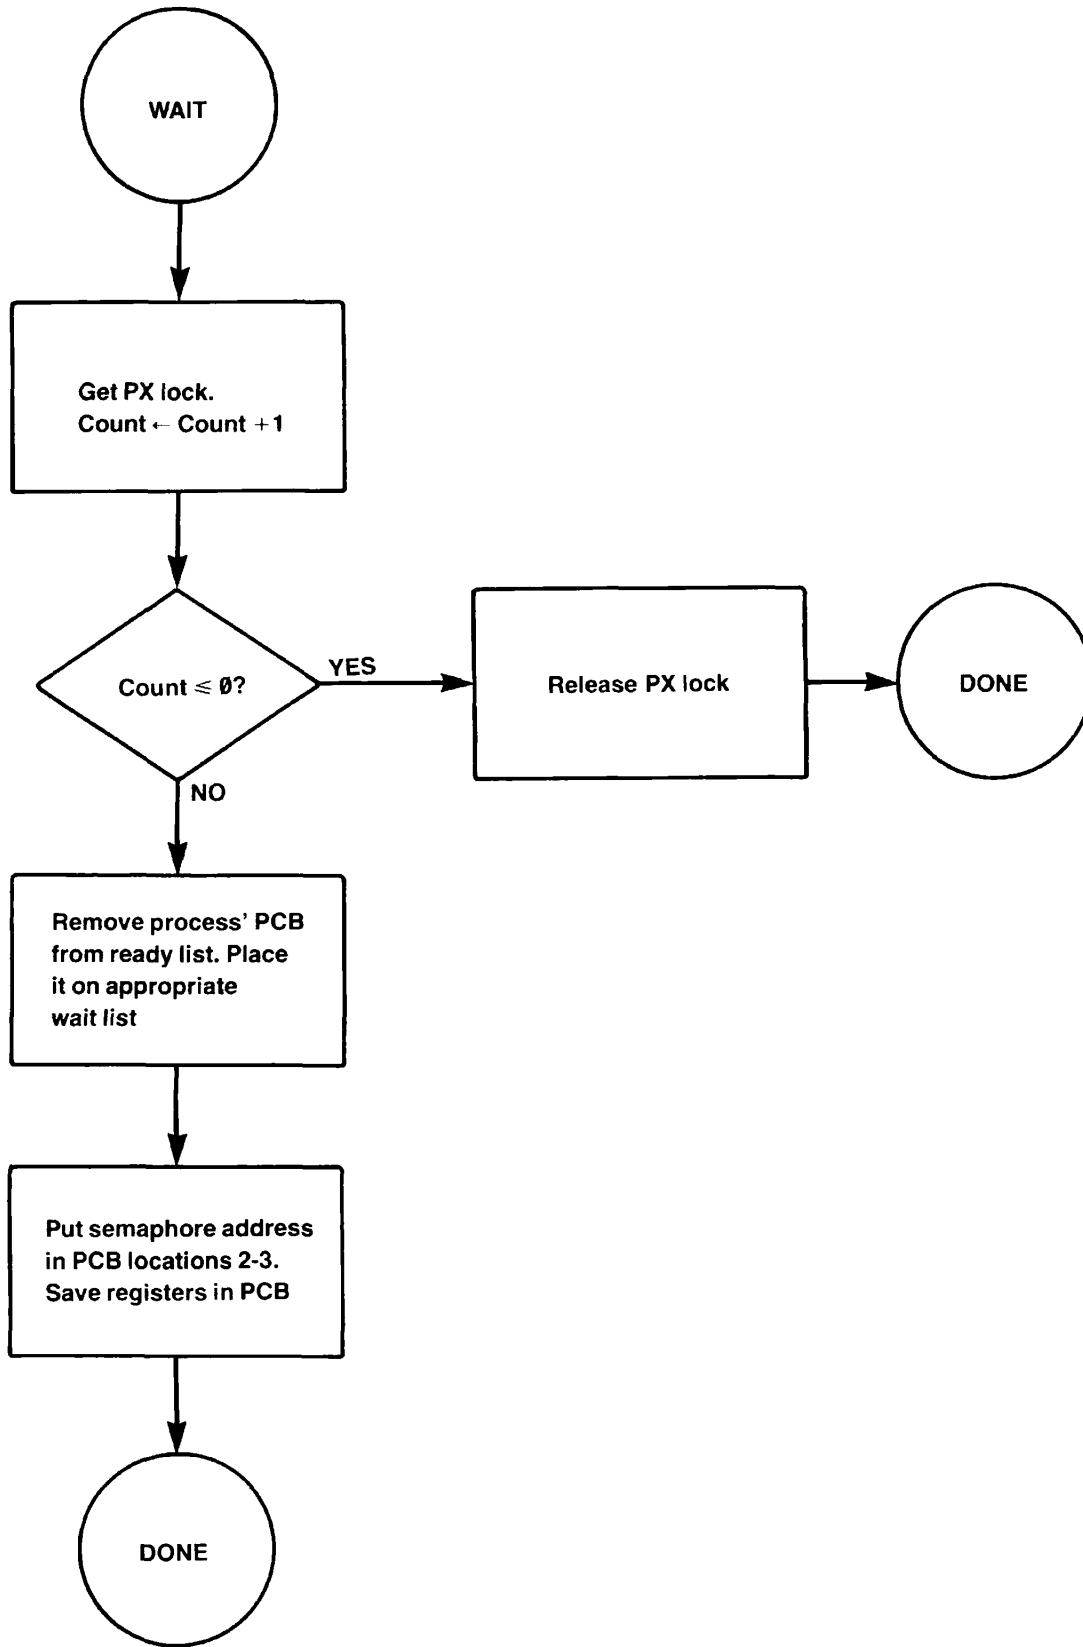 WAIT
Get PX lock.
Count ← Count +1
Count ≤ 0?
YES
Release PX lock
DONE
NO
Remove process' PCB
from ready list. Place
it on appropriate
wait list
Put semaphore address
in PCB locations 2-3.
Save registers in PCB
DONE